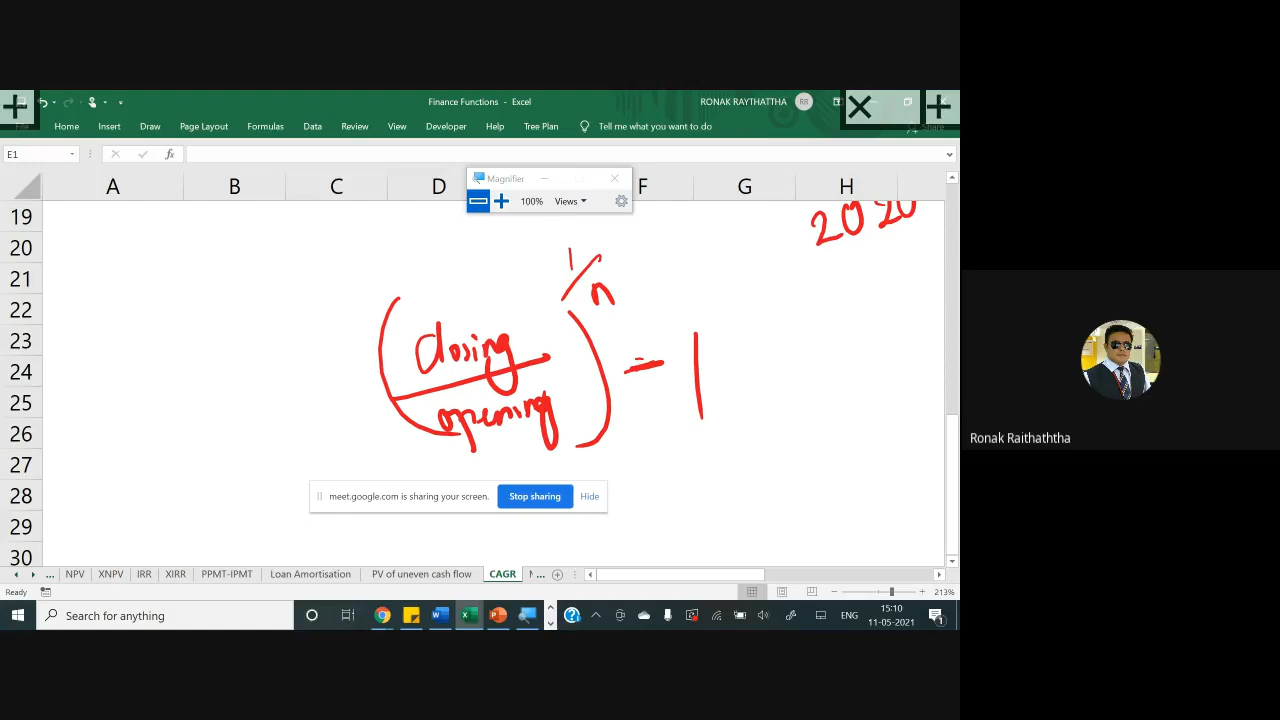 Finance Functions - Excel
RONAK RAYTHATTHA RR
File Home Insert Draw Page Layout Formulas Data Review View Developer Help Tree Plan Tell me what you want to do Share
E1 fx
Magnifier
100% Views
A B C D F G H
19
20
21
22
23
24
25
26
27
28
29
30
2020
1/n
(closing
opening) - 1
meet.google.com is sharing your screen. Stop sharing Hide
... NPV XNPV IRR XIRR PPMT-IPMT Loan Amortisation PV of uneven cash flow CAGR ...
Ready 213%
Search for anything
ENG
15:10
11-05-2021
Ronak Raithaththa